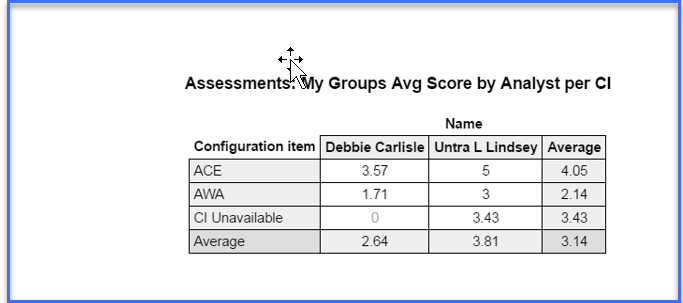 Assessments: My Groups Avg Score by Analyst per CI
Name
Configuration item Debbie Carlisle Untra L Lindsey Average
ACE 3.57 5 4.05
AWA 1.71 3 2.14
CI Unavailable 0 3.43 3.43
Average 2.64 3.81 3.14